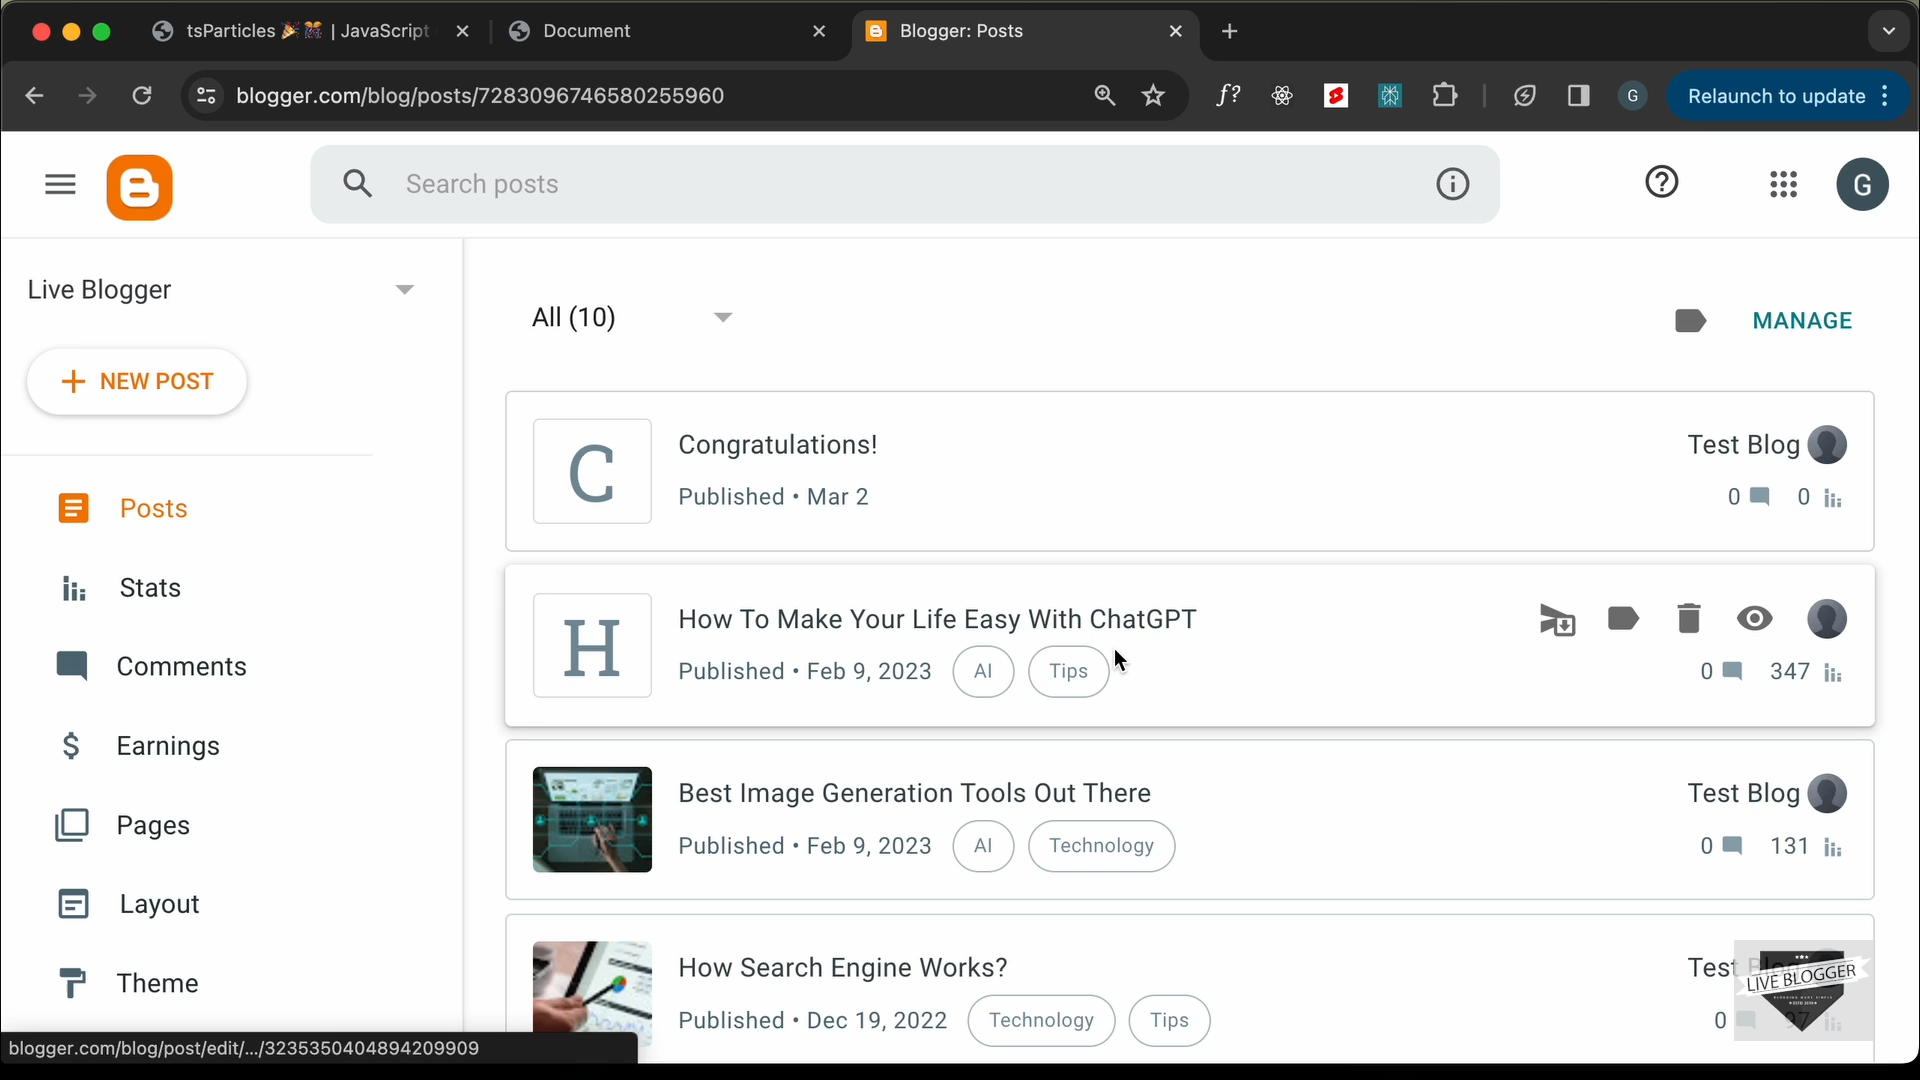 tsParticles 🎉🎊 | JavaScript
Document
Blogger: Posts
blogger.com/blog/posts/7283096746580255960
f?
G
Relaunch to update
Search posts
G
Live Blogger
All (10)
MANAGE
NEW POST
C
Congratulations!
Test Blog
Published • Mar 2
0
0
Posts
Stats
H
How To Make Your Life Easy With ChatGPT
Published • Feb 9, 2023
AI
Tips
0
347
Comments
Earnings
Best Image Generation Tools Out There
Test Blog
Published • Feb 9, 2023
AI
Technology
0
131
Pages
Layout
How Search Engine Works?
Test
LIVE BLOGGER
Theme
Published • Dec 19, 2022
Technology
Tips
0
97
blogger.com/blog/post/edit/.../3235350404894209909